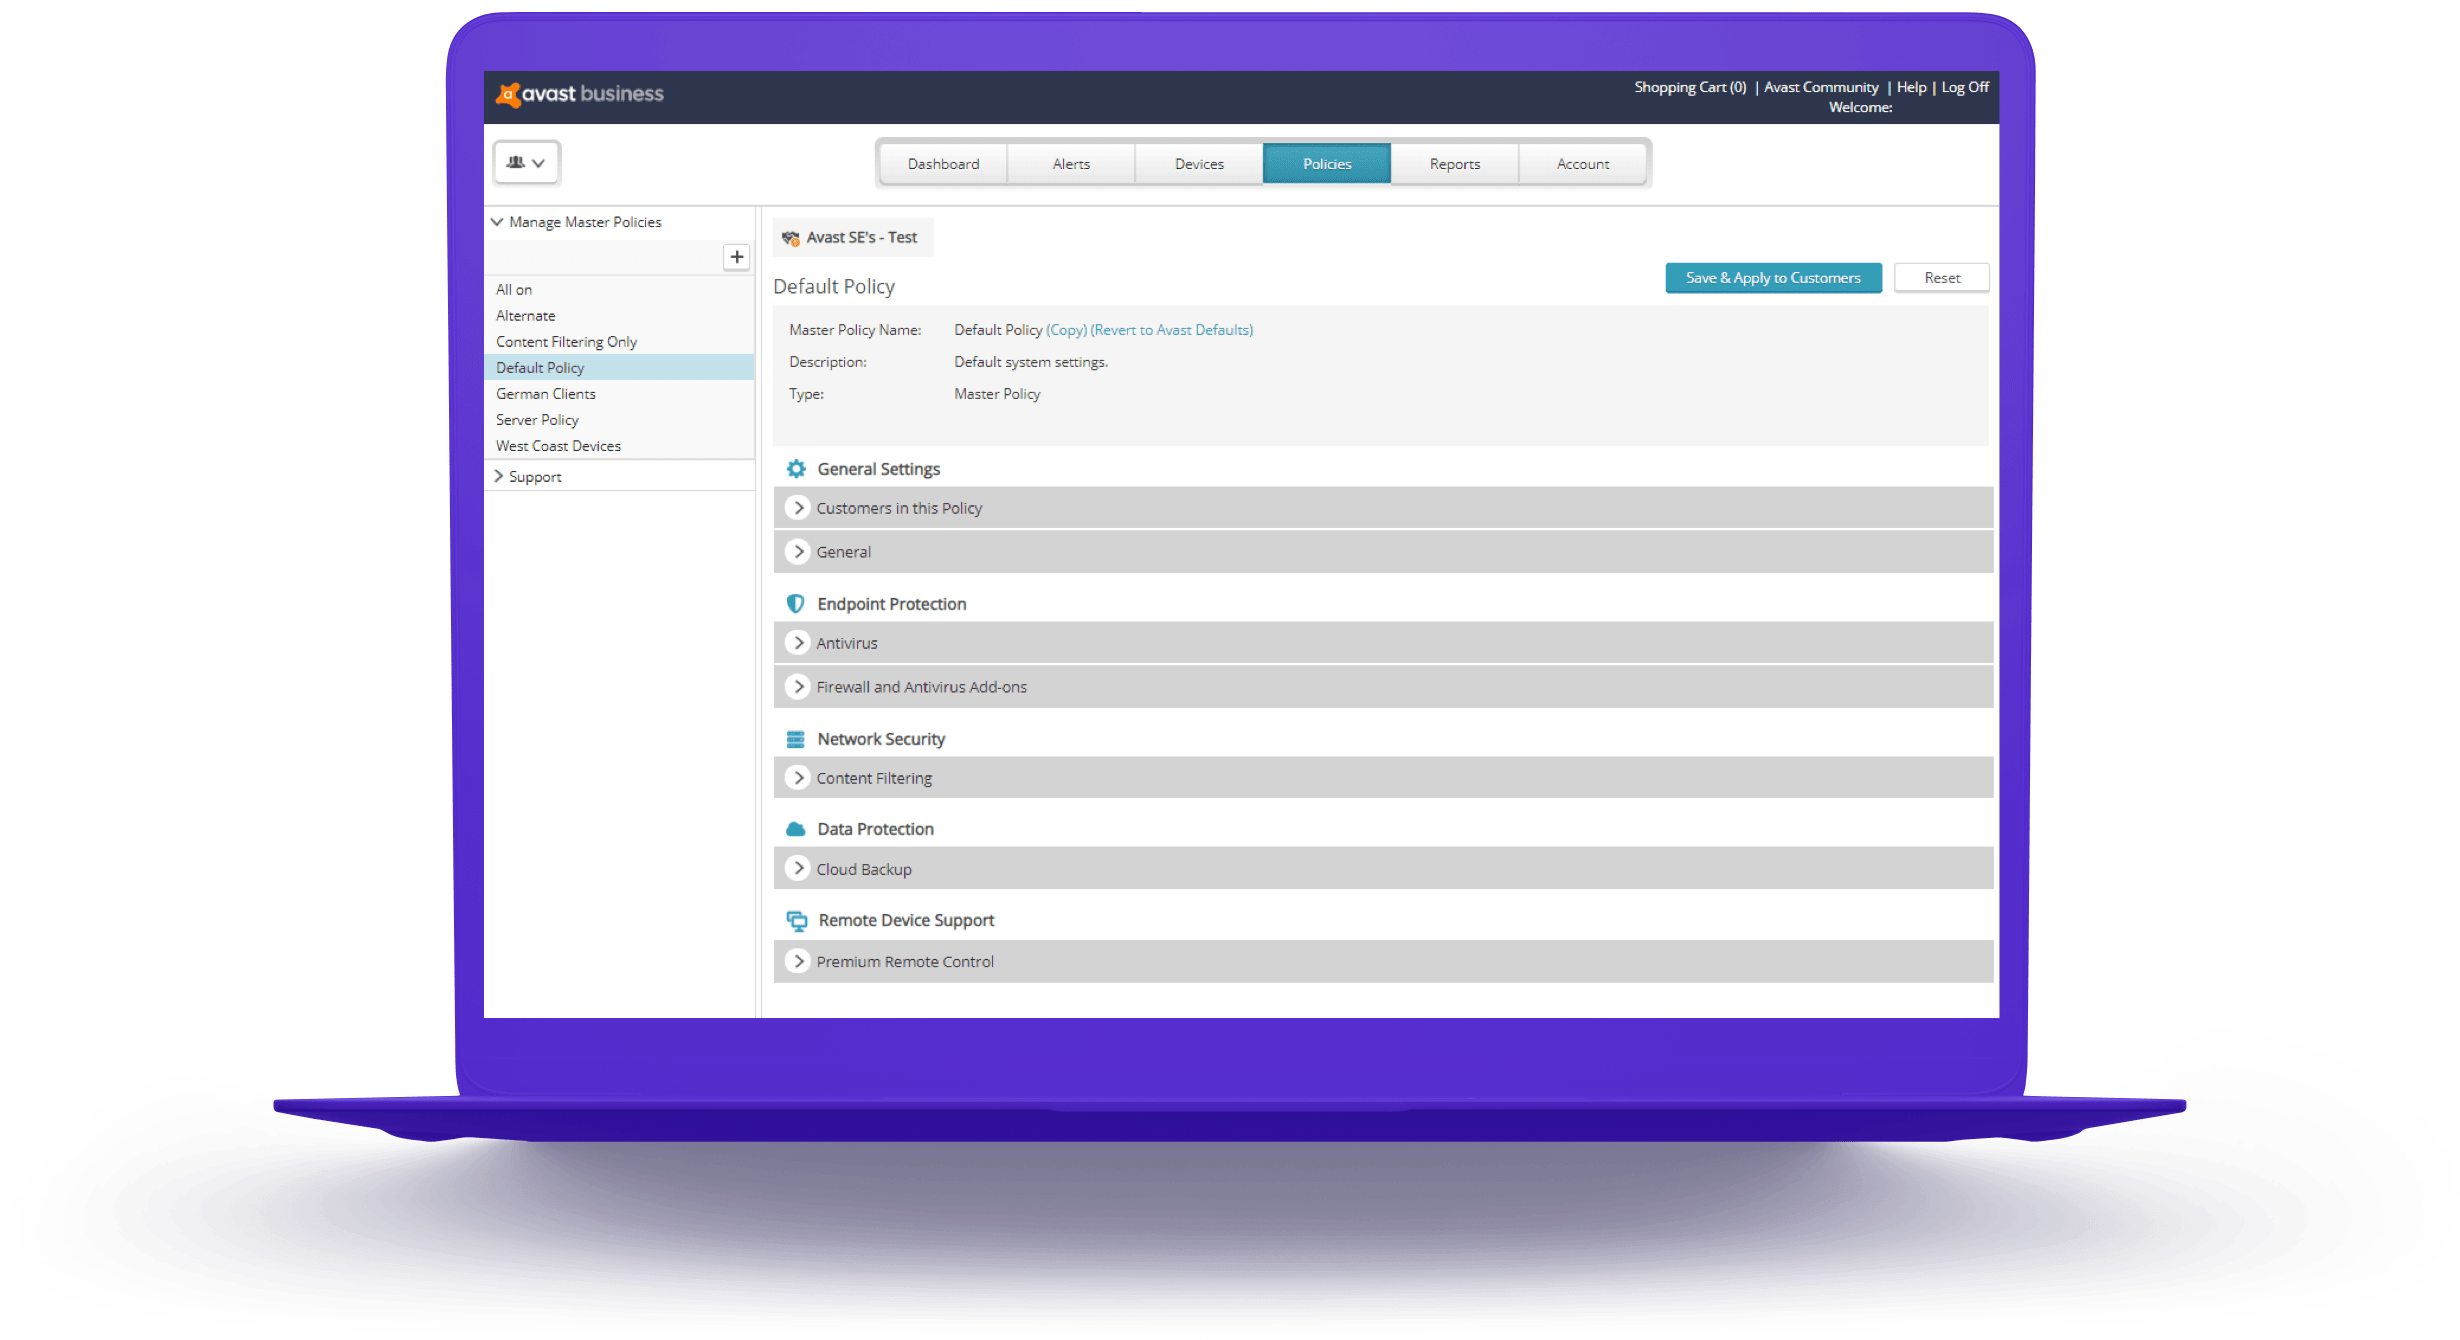 avast business
Shopping Cart (0) | Avast Community | Help | Log Off
Welcome:
Dashboard Alerts Devices Policies Reports Account
Manage Master Policies
+
All on
Alternate
Content Filtering Only
Default Policy
German Clients
Server Policy
West Coast Devices
Support
Avast SE's - Test
Default Policy
Save & Apply to Customers Reset
Master Policy Name: Default Policy (Copy) (Revert to Avast Defaults)
Description: Default system settings.
Type: Master Policy
General Settings
Customers in this Policy
General
Endpoint Protection
Antivirus
Firewall and Antivirus Add-ons
Network Security
Content Filtering
Data Protection
Cloud Backup
Remote Device Support
Premium Remote Control